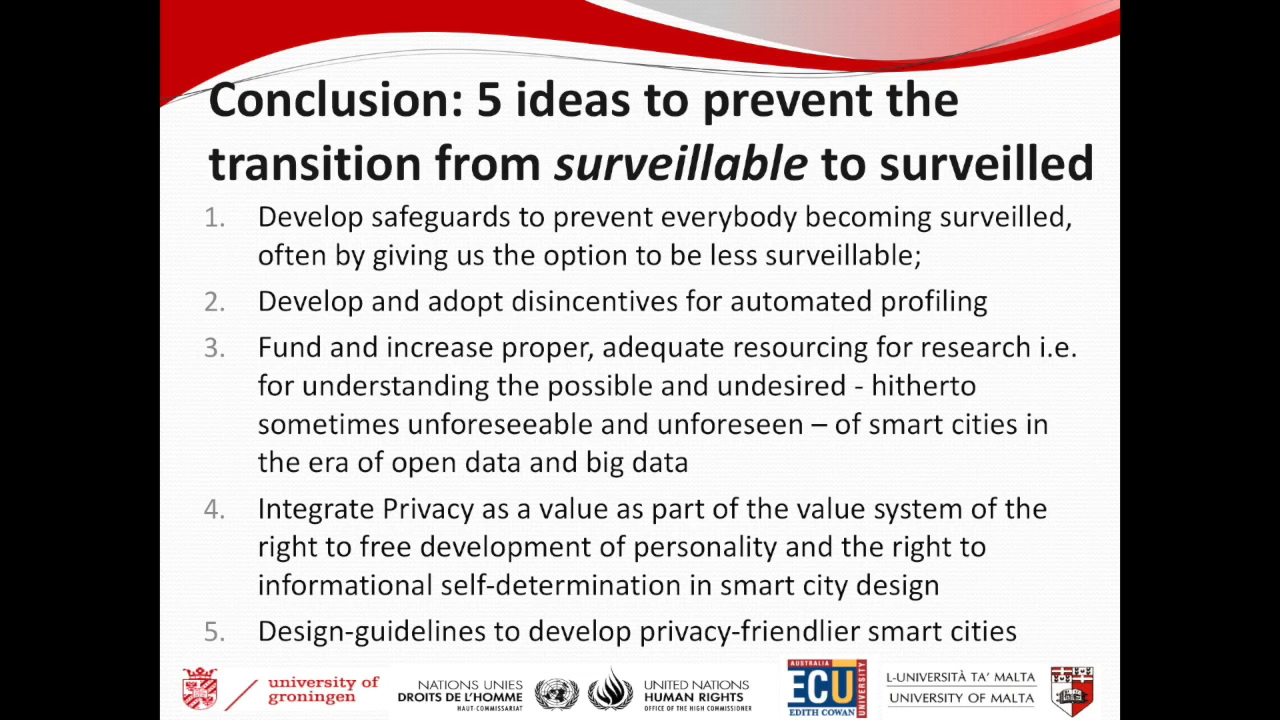 Conclusion: 5 ideas to prevent the
transition from surveillable to surveilled
1. Develop safeguards to prevent everybody becoming surveilled,
often by giving us the option to be less surveillable;
2. Develop and adopt disincentives for automated profiling
3. Fund and increase proper, adequate resourcing for research i.e.
for understanding the possible and undesired - hitherto
sometimes unforeseeable and unforeseen – of smart cities in
the era of open data and big data
4. Integrate Privacy as a value as part of the value system of the
right to free development of personality and the right to
informational self-determination in smart city design
5. Design-guidelines to develop privacy-friendlier smart cities
university of
groningen
NATIONS UNIES
DROITS DE L'HOMME
HAUT-COMMISSARIAT
UNITED NATIONS
HUMAN RIGHTS
OFFICE OF THE HIGH COMMISSIONER
AUSTRALIA
ECU
EDITH COWAN
UNIVERSITY
L-UNIVERSITÀ TA' MALTA
UNIVERSITY OF MALTA